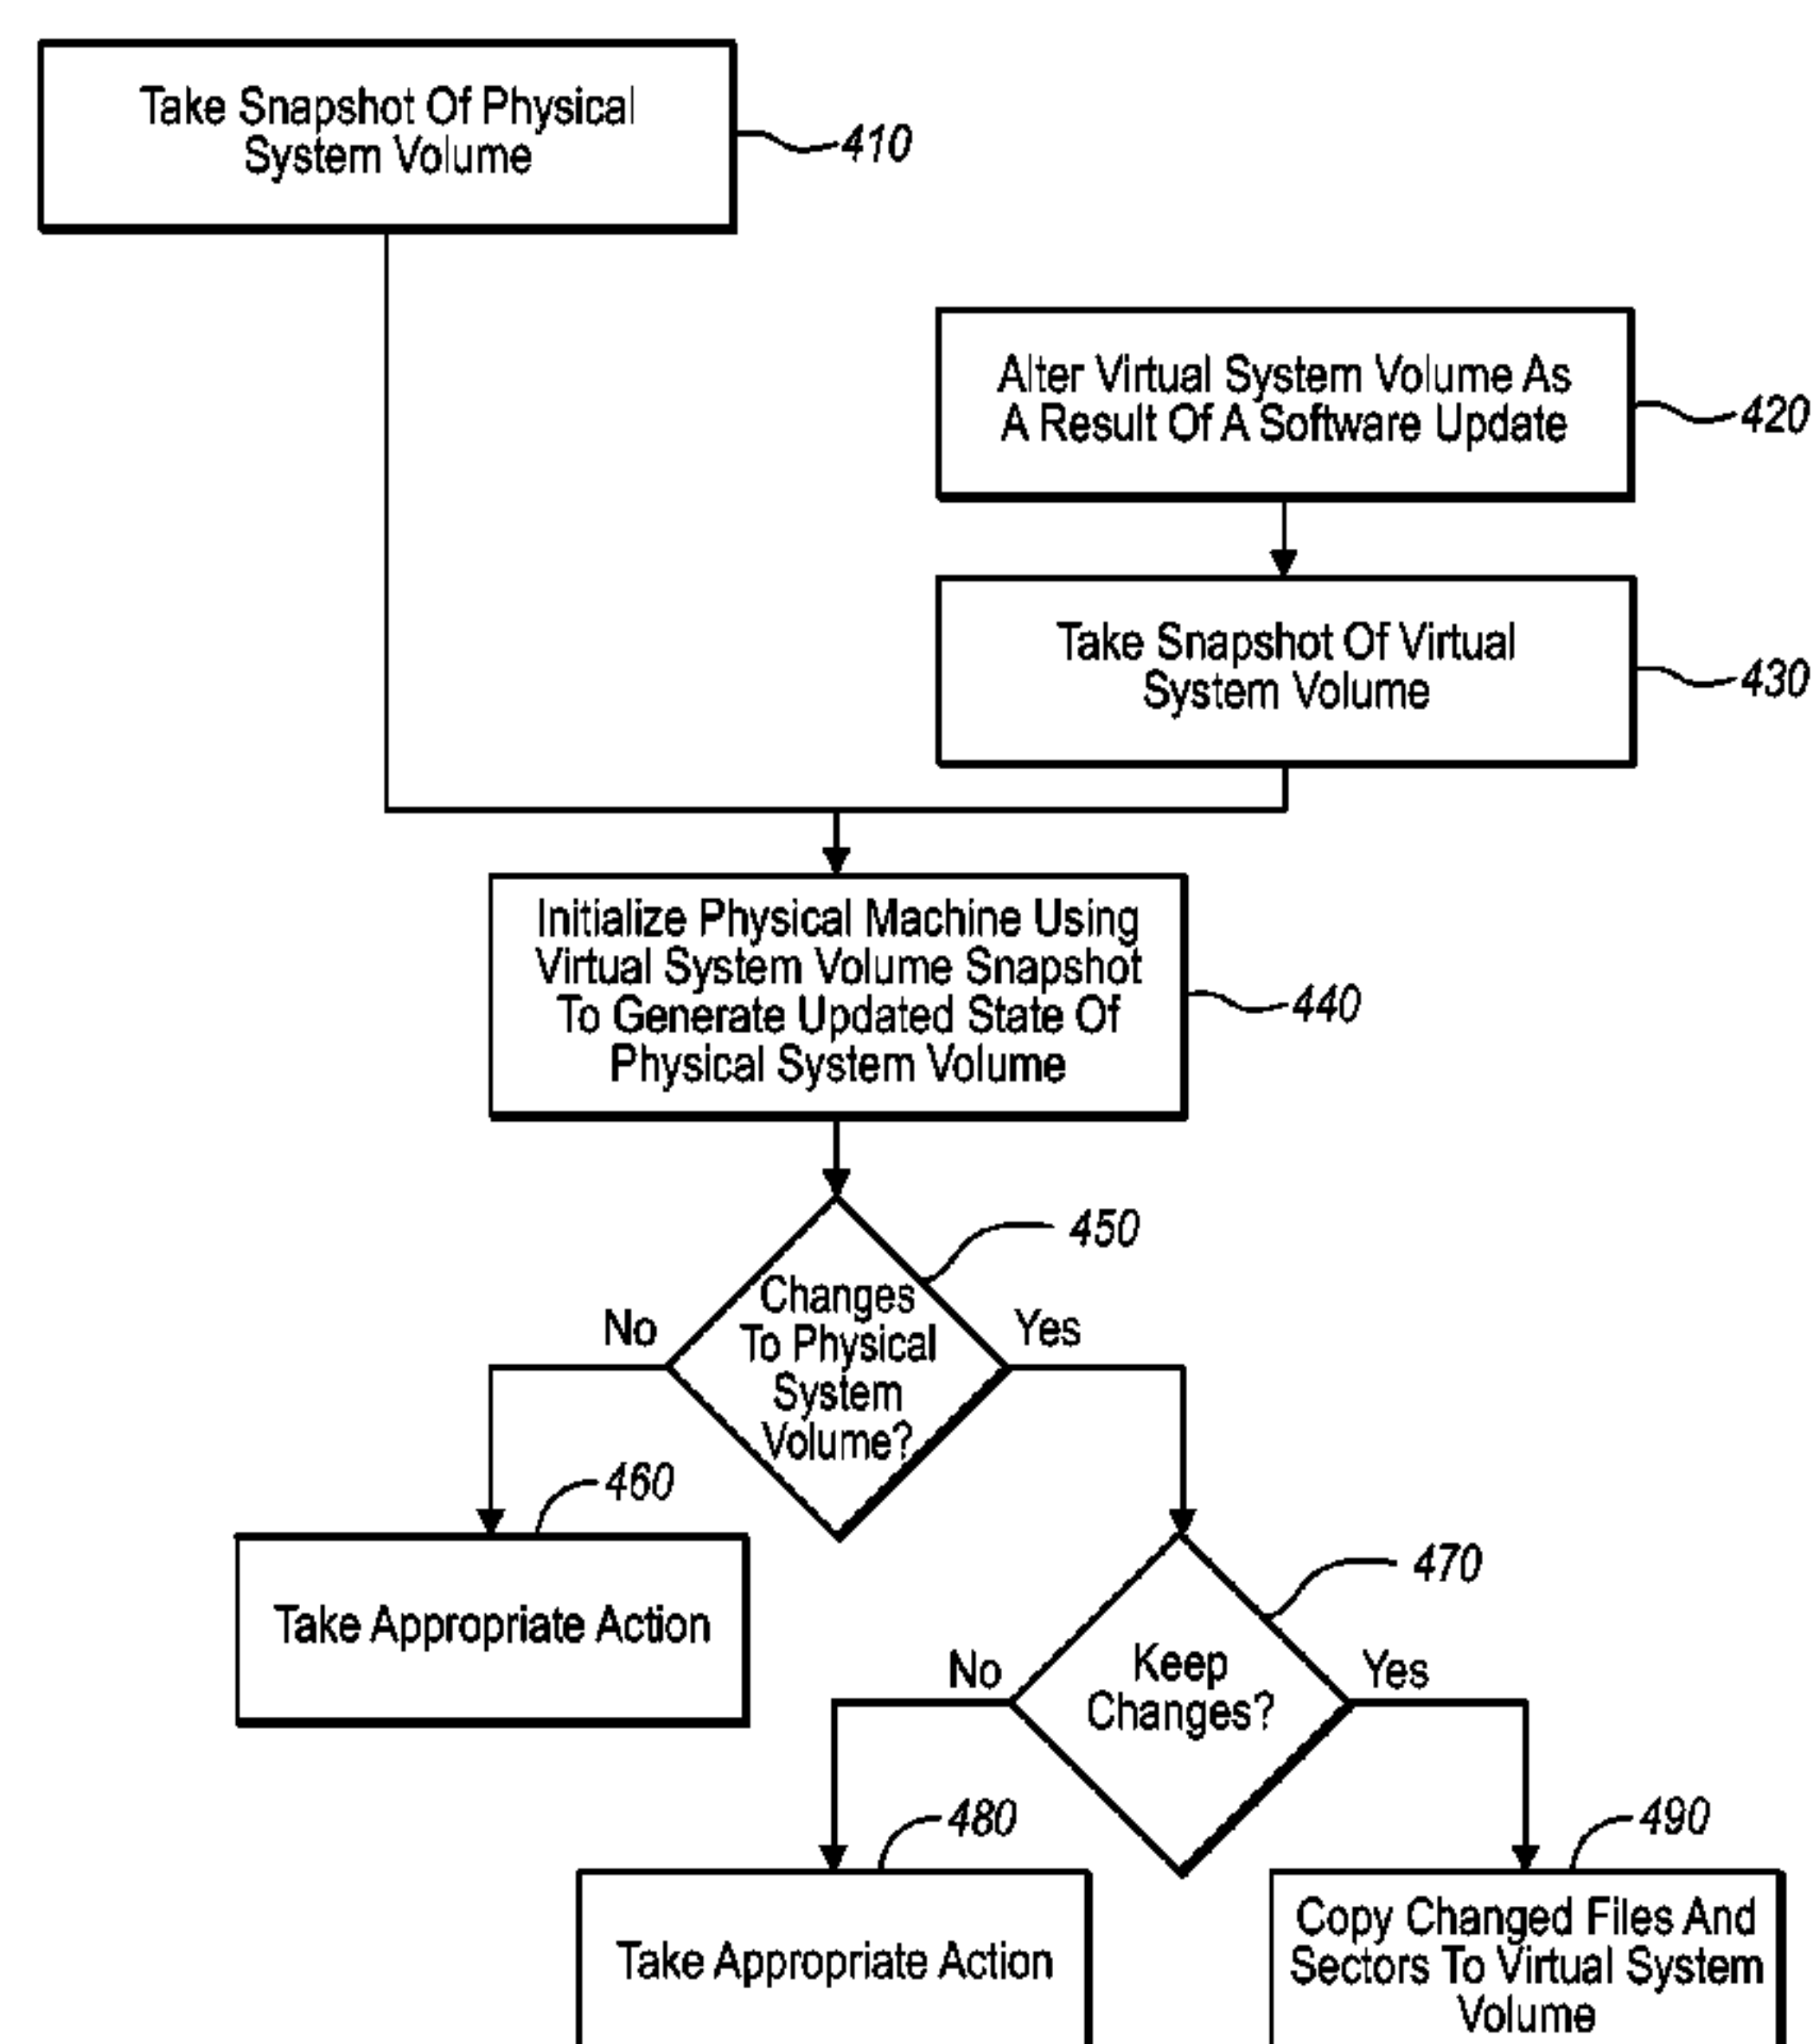 Take Snapshot Of Physical
System Volume
410
Alter Virtual System Volume As
A Result Of A Software Update
420
Take Snapshot Of Virtual
System Volume
430
Initialize Physical Machine Using
Virtual System Volume Snapshot
To Generate Updated State Of
Physical System Volume
440
450
Changes
To Physical
System
Volume?
No
Yes
460
Take Appropriate Action
470
Keep
Changes?
No
Yes
480
Take Appropriate Action
490
Copy Changed Files And
Sectors To Virtual System
Volume